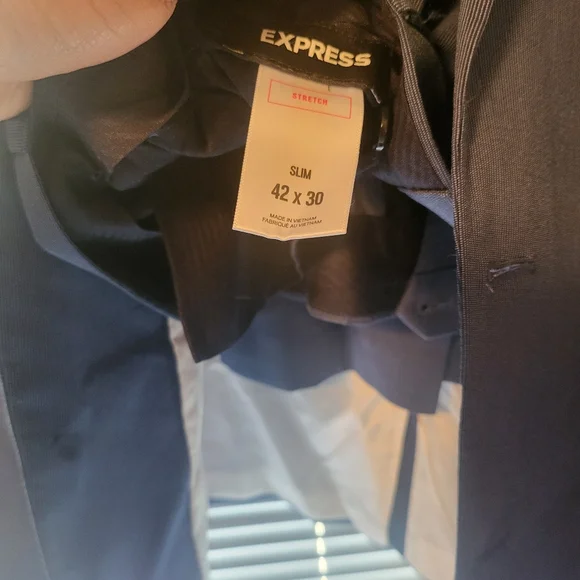 EXPRESS
STRETCH
SLIM
42 x 30
MADE IN VIETNAM
FABRIQUÉ AU VIETNAM